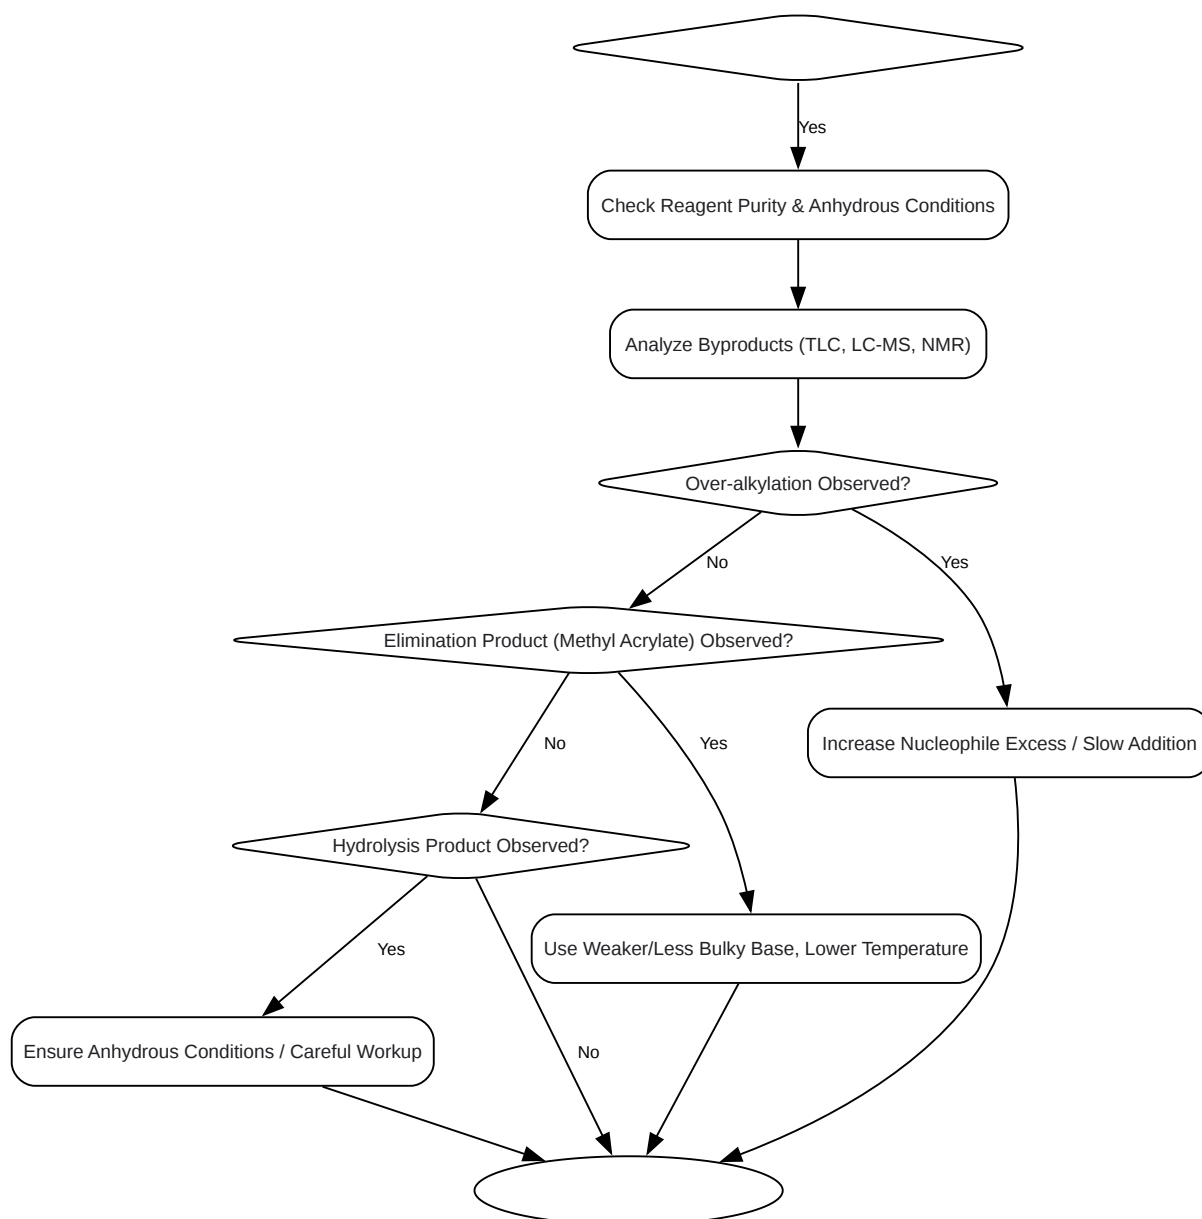 Yes
Check Reagent Purity & Anhydrous Conditions
Analyze Byproducts (TLC, LC-MS, NMR)
Over-alkylation Observed?
No
Yes
Elimination Product (Methyl Acrylate) Observed?
No
Yes
Increase Nucleophile Excess / Slow Addition
Hydrolysis Product Observed?
Yes
Use Weaker/Less Bulky Base, Lower Temperature
Ensure Anhydrous Conditions / Careful Workup
No